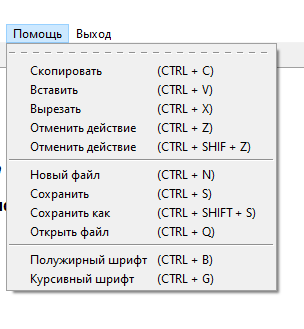 Помощь Выход
Скопировать (CTRL + C)
Вставить (CTRL + V)
Вырезать (CTRL + X)
Отменить действие (CTRL + Z)
Отменить действие (CTRL + SHIF + Z)
Новый файл (CTRL + N)
Сохранить (CTRL + S)
Сохранить как (CTRL + SHIFT + S)
Открыть файл (CTRL + Q)
Полужирный шрифт (CTRL + B)
Курсивный шрифт (CTRL + G)